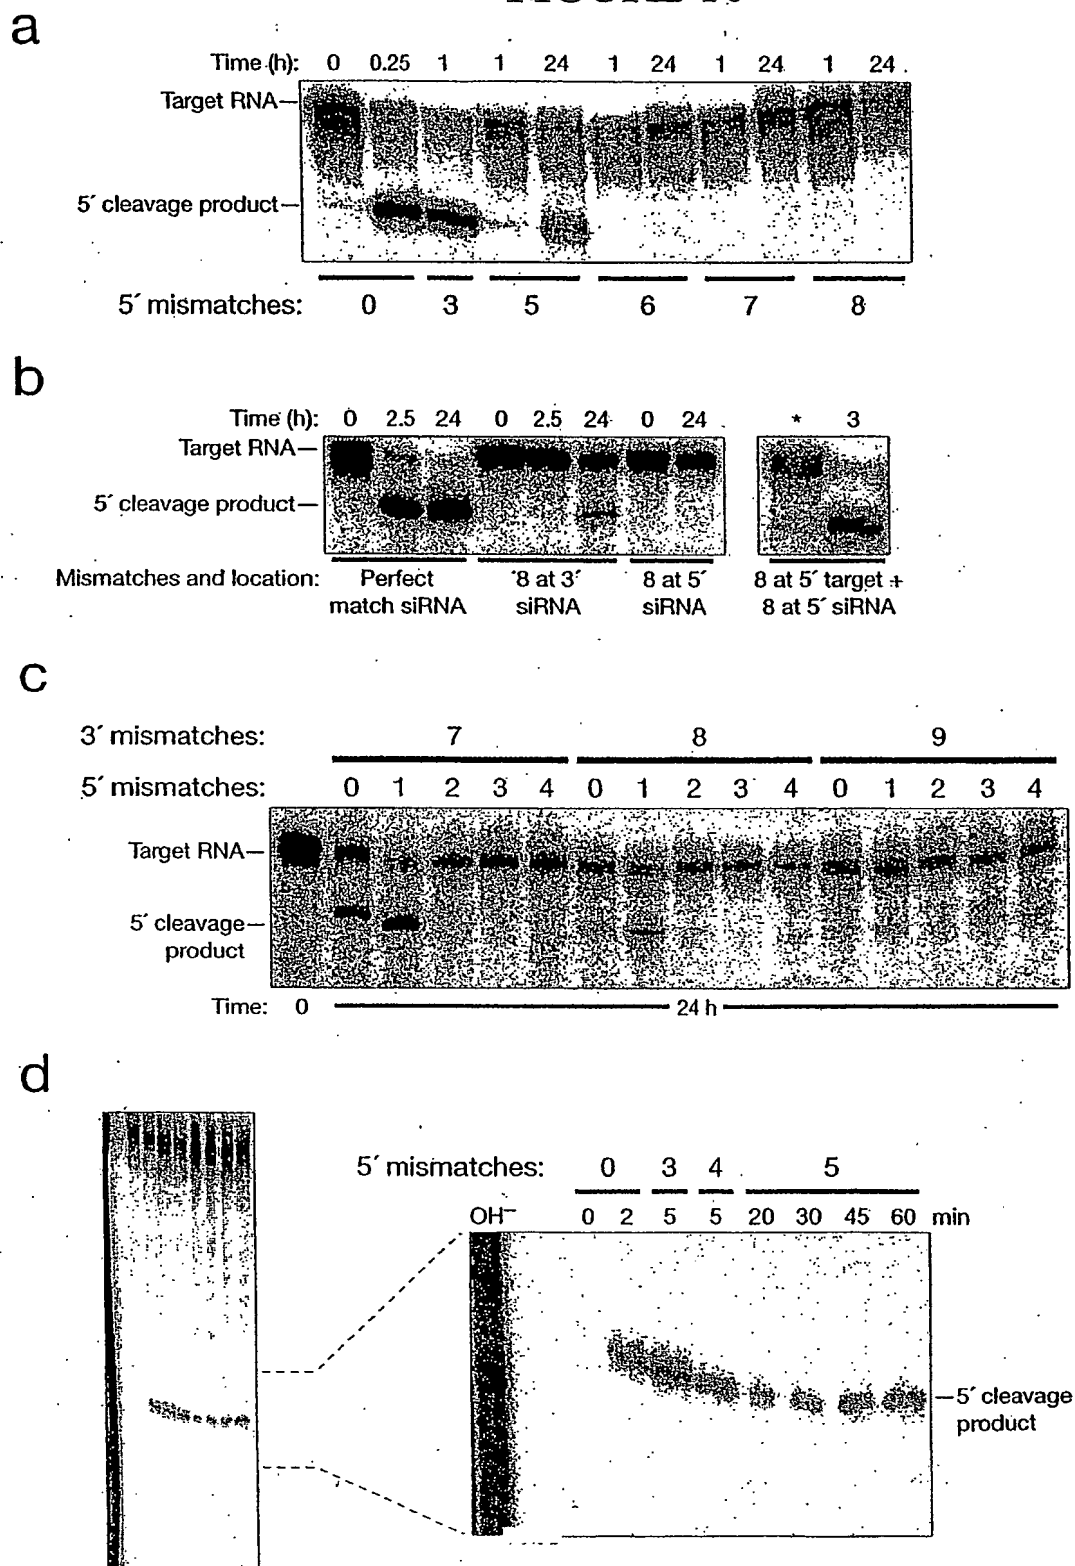 a
Time (h): 0 0.25 1 1 24 1 24 1 24 1 24
Target RNA
5´ cleavage product
5´ mismatches: 0 3 5 6 7 8
b
Time (h): 0 2.5 24 0 2.5 24 0 24 * 3
Target RNA
5´ cleavage product
Mismatches and location: Perfect match siRNA 8 at 3´ siRNA 8 at 5´ siRNA 8 at 5´ target + 8 at 5´ siRNA
c
3´ mismatches: 7 8 9
5´ mismatches: 0 1 2 3 4 0 1 2 3 4 0 1 2 3 4
Target RNA
5´ cleavage
product
Time: 0 24 h
d
5´ mismatches: 0 3 4 5
OH⁻ 0 2 5 5 20 30 45 60 min
5´ cleavage
product